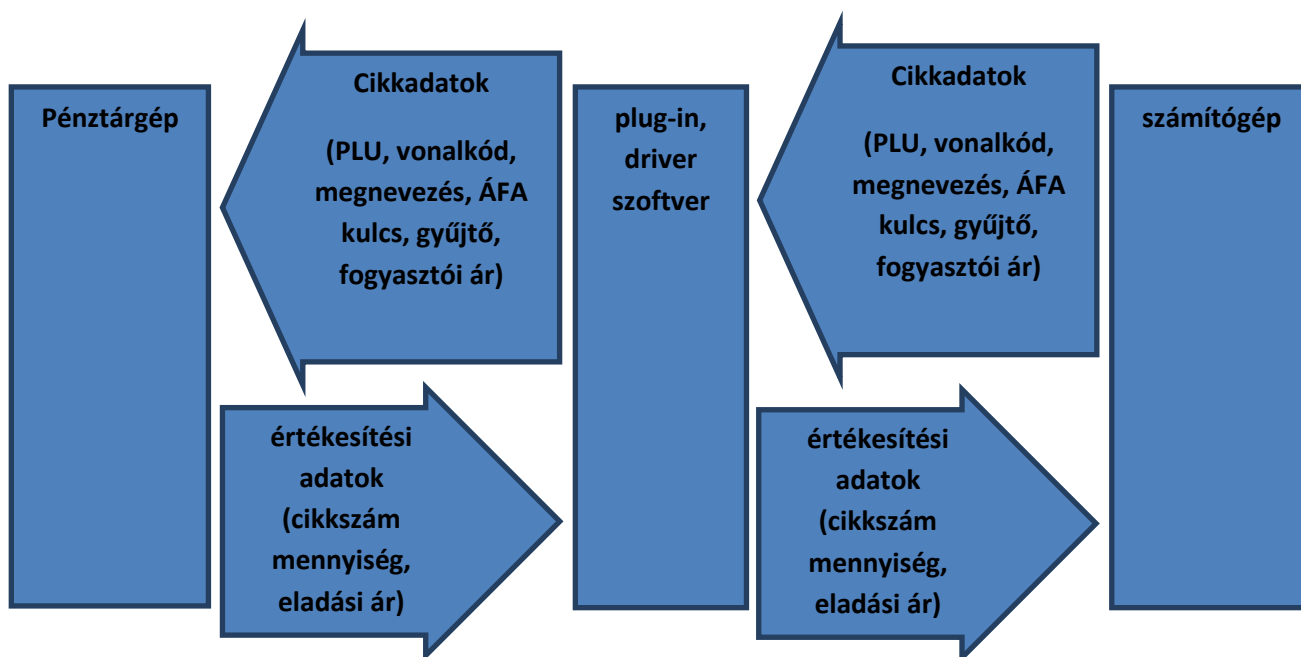 Pénztárgép
Cikkadatok
(PLU, vonalkód,
megnevezés, ÁFA
kulcs, gyűjtő,
fogyasztói ár)
értékesítési
adatok
(cikkszám
mennyiség,
eladási ár)
plug-in,
driver
szoftver
Cikkadatok
(PLU, vonalkód,
megnevezés, ÁFA
kulcs, gyűjtő,
fogyasztói ár)
értékesítési
adatok
(cikkszám
mennyiség,
eladási ár)
számítógép